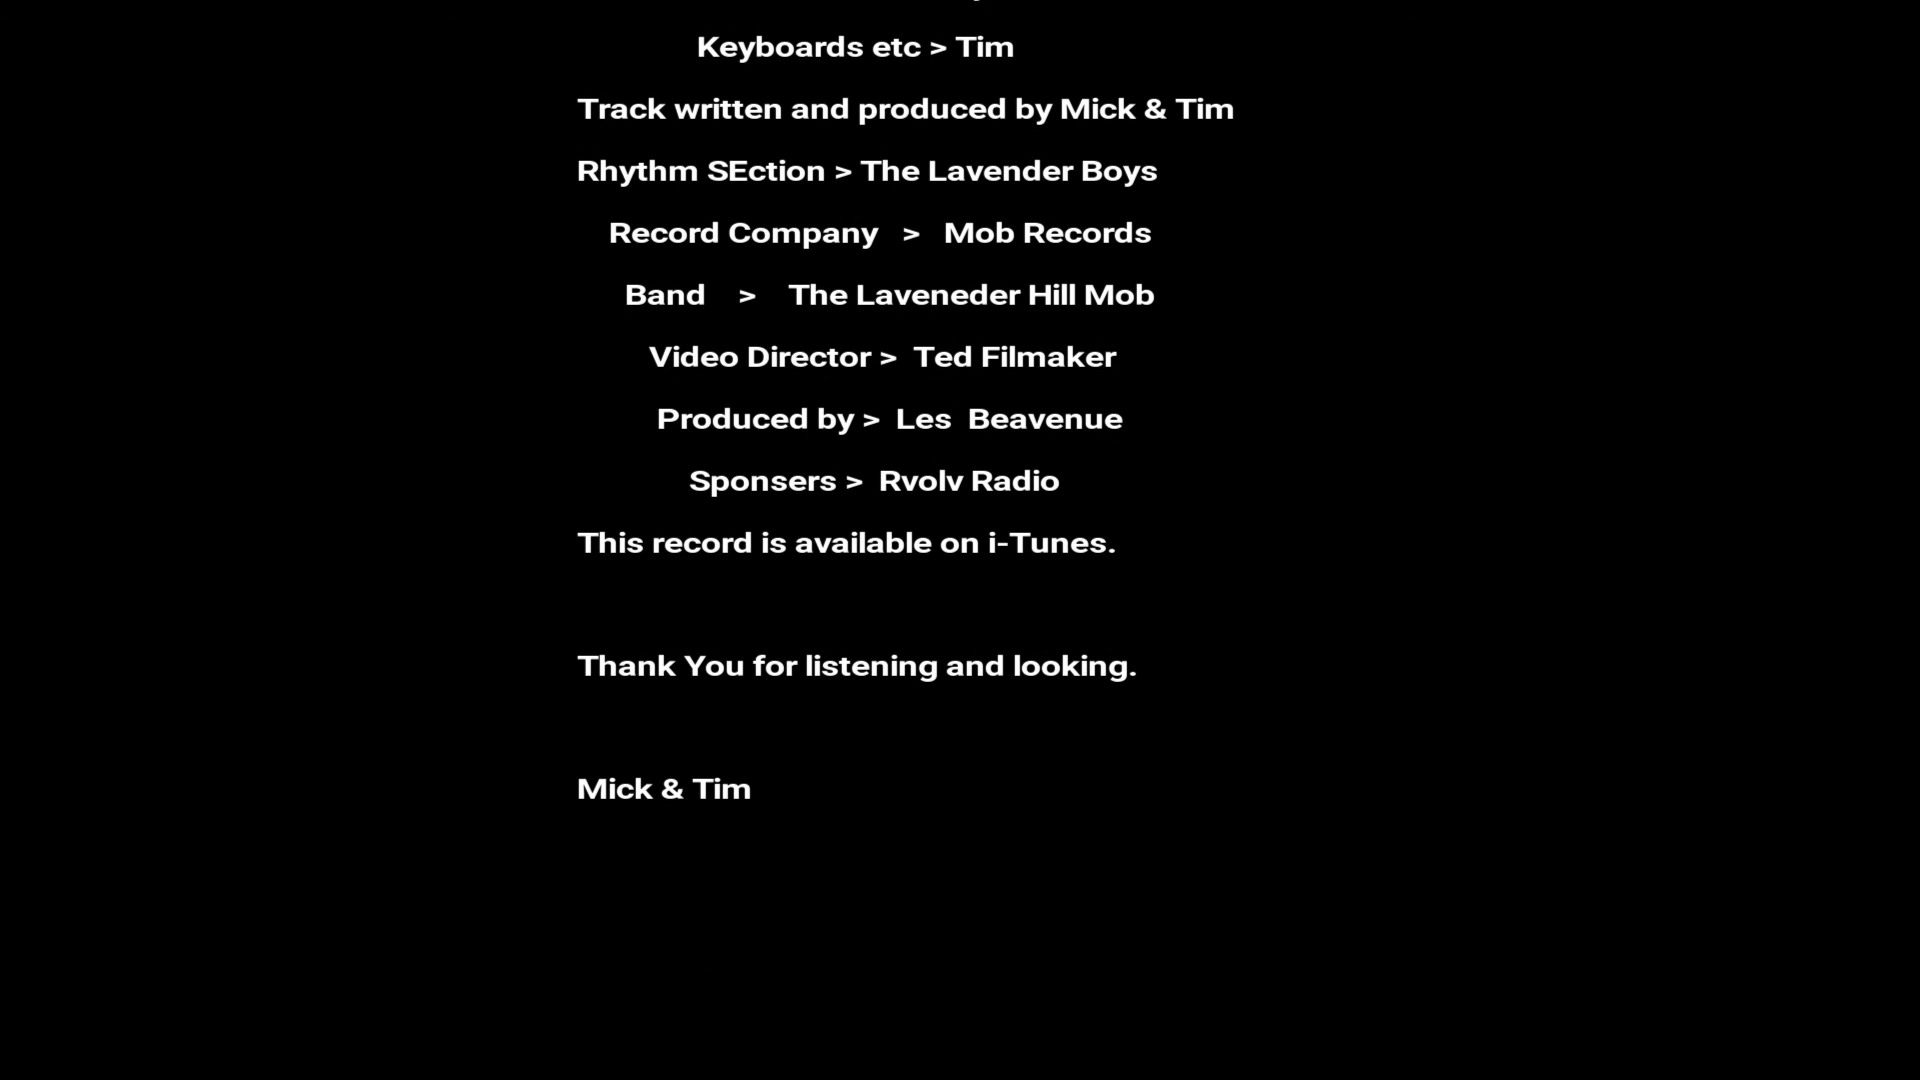 Keyboards etc > Tim
Track written and produced by Mick & Tim
Rhythm SEction > The Lavender Boys
Record Company > Mob Records
Band > The Laveneder Hill Mob
Video Director > Ted Filmaker
Produced by > Les Beavenue
Sponsers > Rvolv Radio
This record is available on i-Tunes.
Thank You for listening and looking.
Mick & Tim